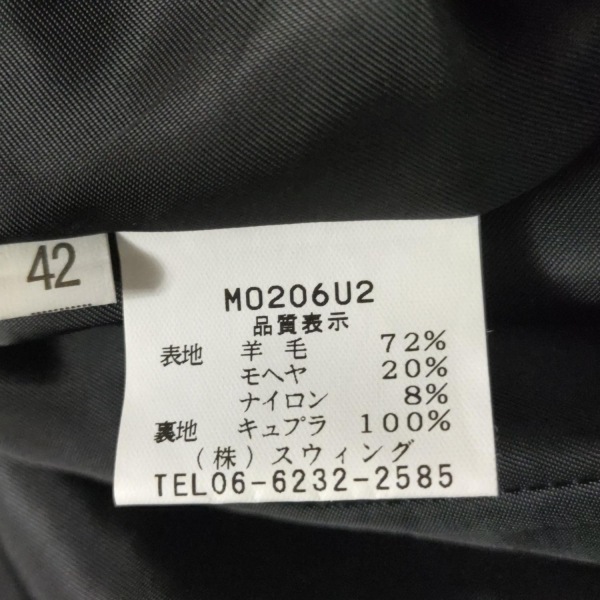 42
M0206U2
品質表示
表地 羊毛 72%
モヘヤ 20%
ナイロン 8%
裏地 キュプラ 100%
(株)スウィング
TEL06-6232-2585